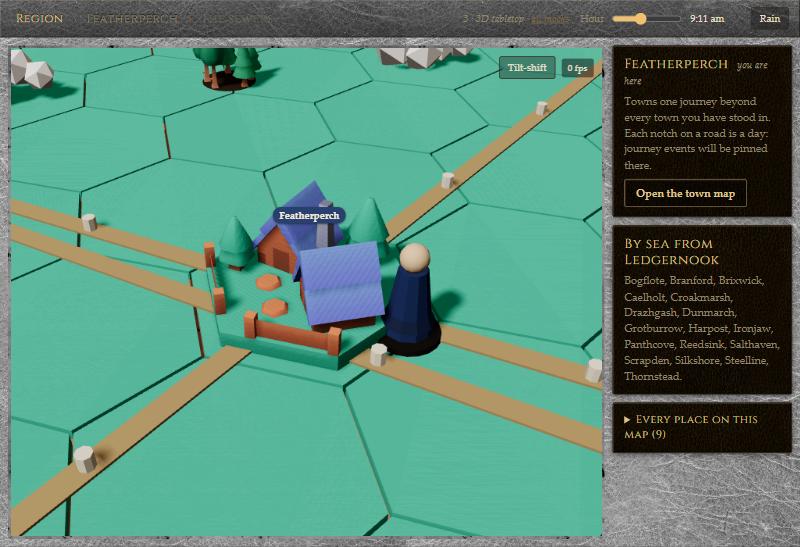 Region
Featherperch
3 · 3D tabletop · all mocks
Hour
9:11 am
Rain
Tilt-shift
0 fps
Featherperch
Featherperch you are
here
Towns one journey beyond
every town you have stood in.
Each notch on a road is a day:
journey events will be pinned
there.
Open the town map
By sea from
Ledgernook
Bogflote, Branford, Brixwick,
Caelholt, Croakmarsh,
Drazhgash, Dunmarch,
Grotburrow, Harpost, Ironjaw,
Panthcove, Reedsink, Salthaven,
Scrapden, Silkshore, Steelline,
Thornstead.
▶ Every place on this
map (9)